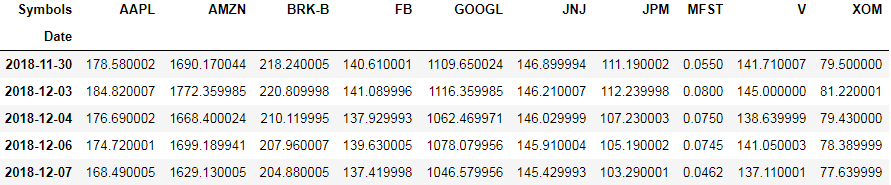 Symbols AAPL AMZN BRK-B FB GOOGL JNJ JPM MFST V XOM
Date
2018-11-30 178.580002 1690.170044 218.240005 140.610001 1109.650024 146.899994 111.190002 0.0550 141.710007 79.500000
2018-12-03 184.820007 1772.359985 220.809998 141.089996 1116.359985 146.210007 112.239998 0.0800 145.000000 81.220001
2018-12-04 176.690002 1668.400024 210.119995 137.929993 1062.469971 146.029999 107.230003 0.0750 138.639999 79.430000
2018-12-06 174.720001 1699.189941 207.960007 139.630005 1078.079956 145.910004 105.190002 0.0745 141.050003 78.389999
2018-12-07 168.490005 1629.130005 204.880005 137.419998 1046.579956 145.429993 103.290001 0.0462 137.110001 77.639999